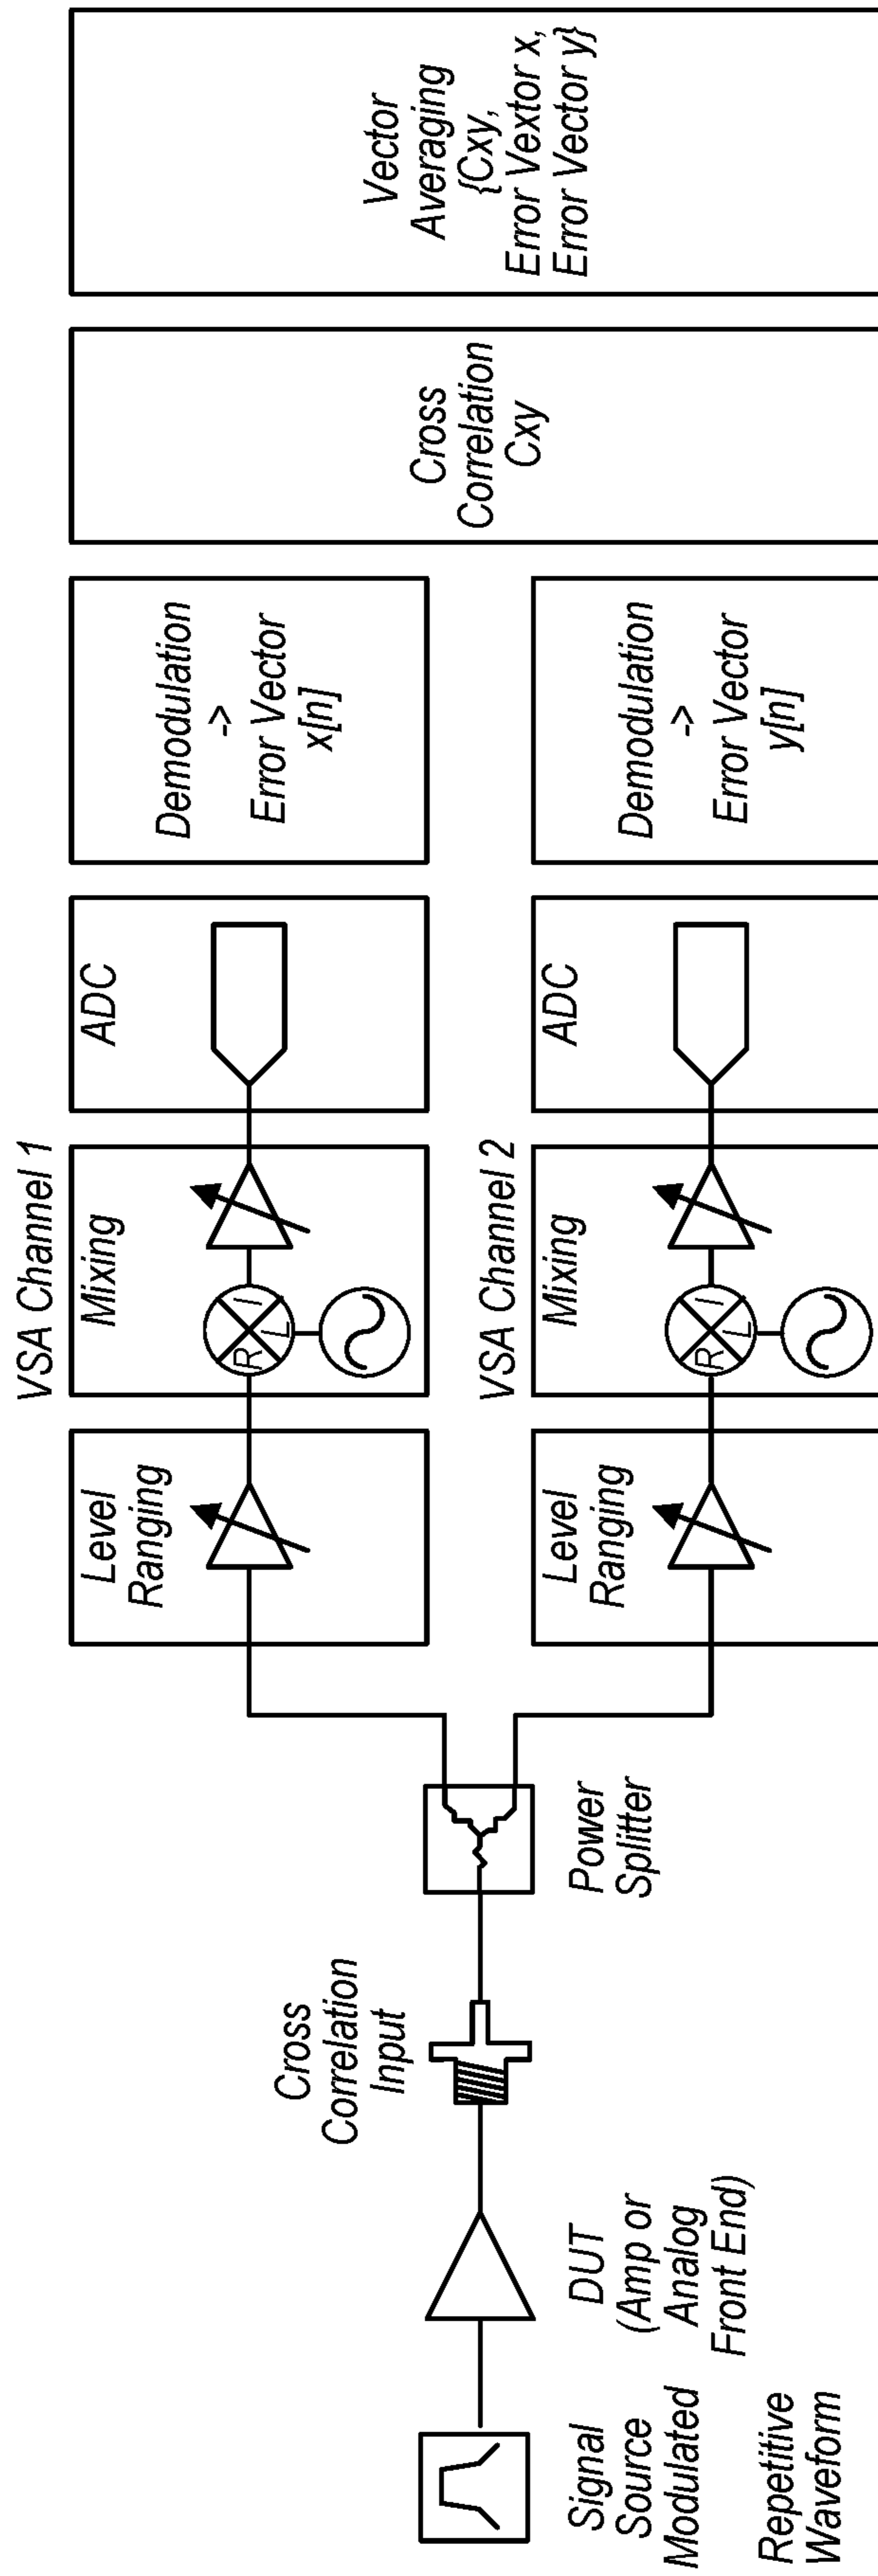 Signal
Source
Modulated
Repetitive
Waveform
DUT
(Amp or
Analog
Front End)
Cross
Correlation
Input
Power
Splitter
VSA Channel 1
Level
Ranging
Mixing
R
L
I
ADC
Demodulation
->
Error Vector
x[n]
VSA Channel 2
Level
Ranging
Mixing
R
L
I
ADC
Demodulation
->
Error Vector
y[n]
Cross
Correlation
Cxy
Vector
Averaging
{Cxy,
Error Vextor x,
Error Vector y}